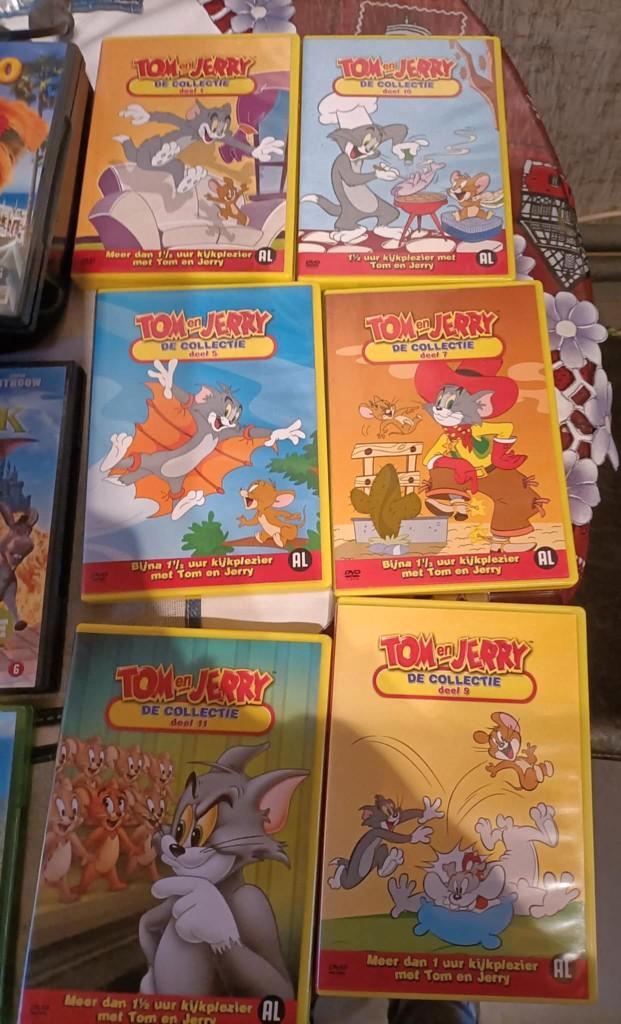 TOM en JERRY
DE COLLECTIE
deel 1
Meer dan 1½ uur kijkplezier
met Tom en Jerry
AL
TOM en JERRY
DE COLLECTIE
deel 10
1½ uur kijkplezier met
Tom en Jerry
AL
TOM en JERRY
DE COLLECTIE
deel 5
Bijna 1½ uur kijkplezier
met Tom en Jerry
DVD
AL
TOM en JERRY
DE COLLECTIE
deel 7
Bijna 1½ uur kijkplezier
met Tom en Jerry
DVD
AL
TOM en JERRY
DE COLLECTIE
deel 11
Meer dan 1½ uur kijkplezier
met Tom en Jerry
DVD
AL
TOM en JERRY
DE COLLECTIE
deel 9
Meer dan 1 uur kijkplezier
met Tom en Jerry
DVD
AL
O
K
6